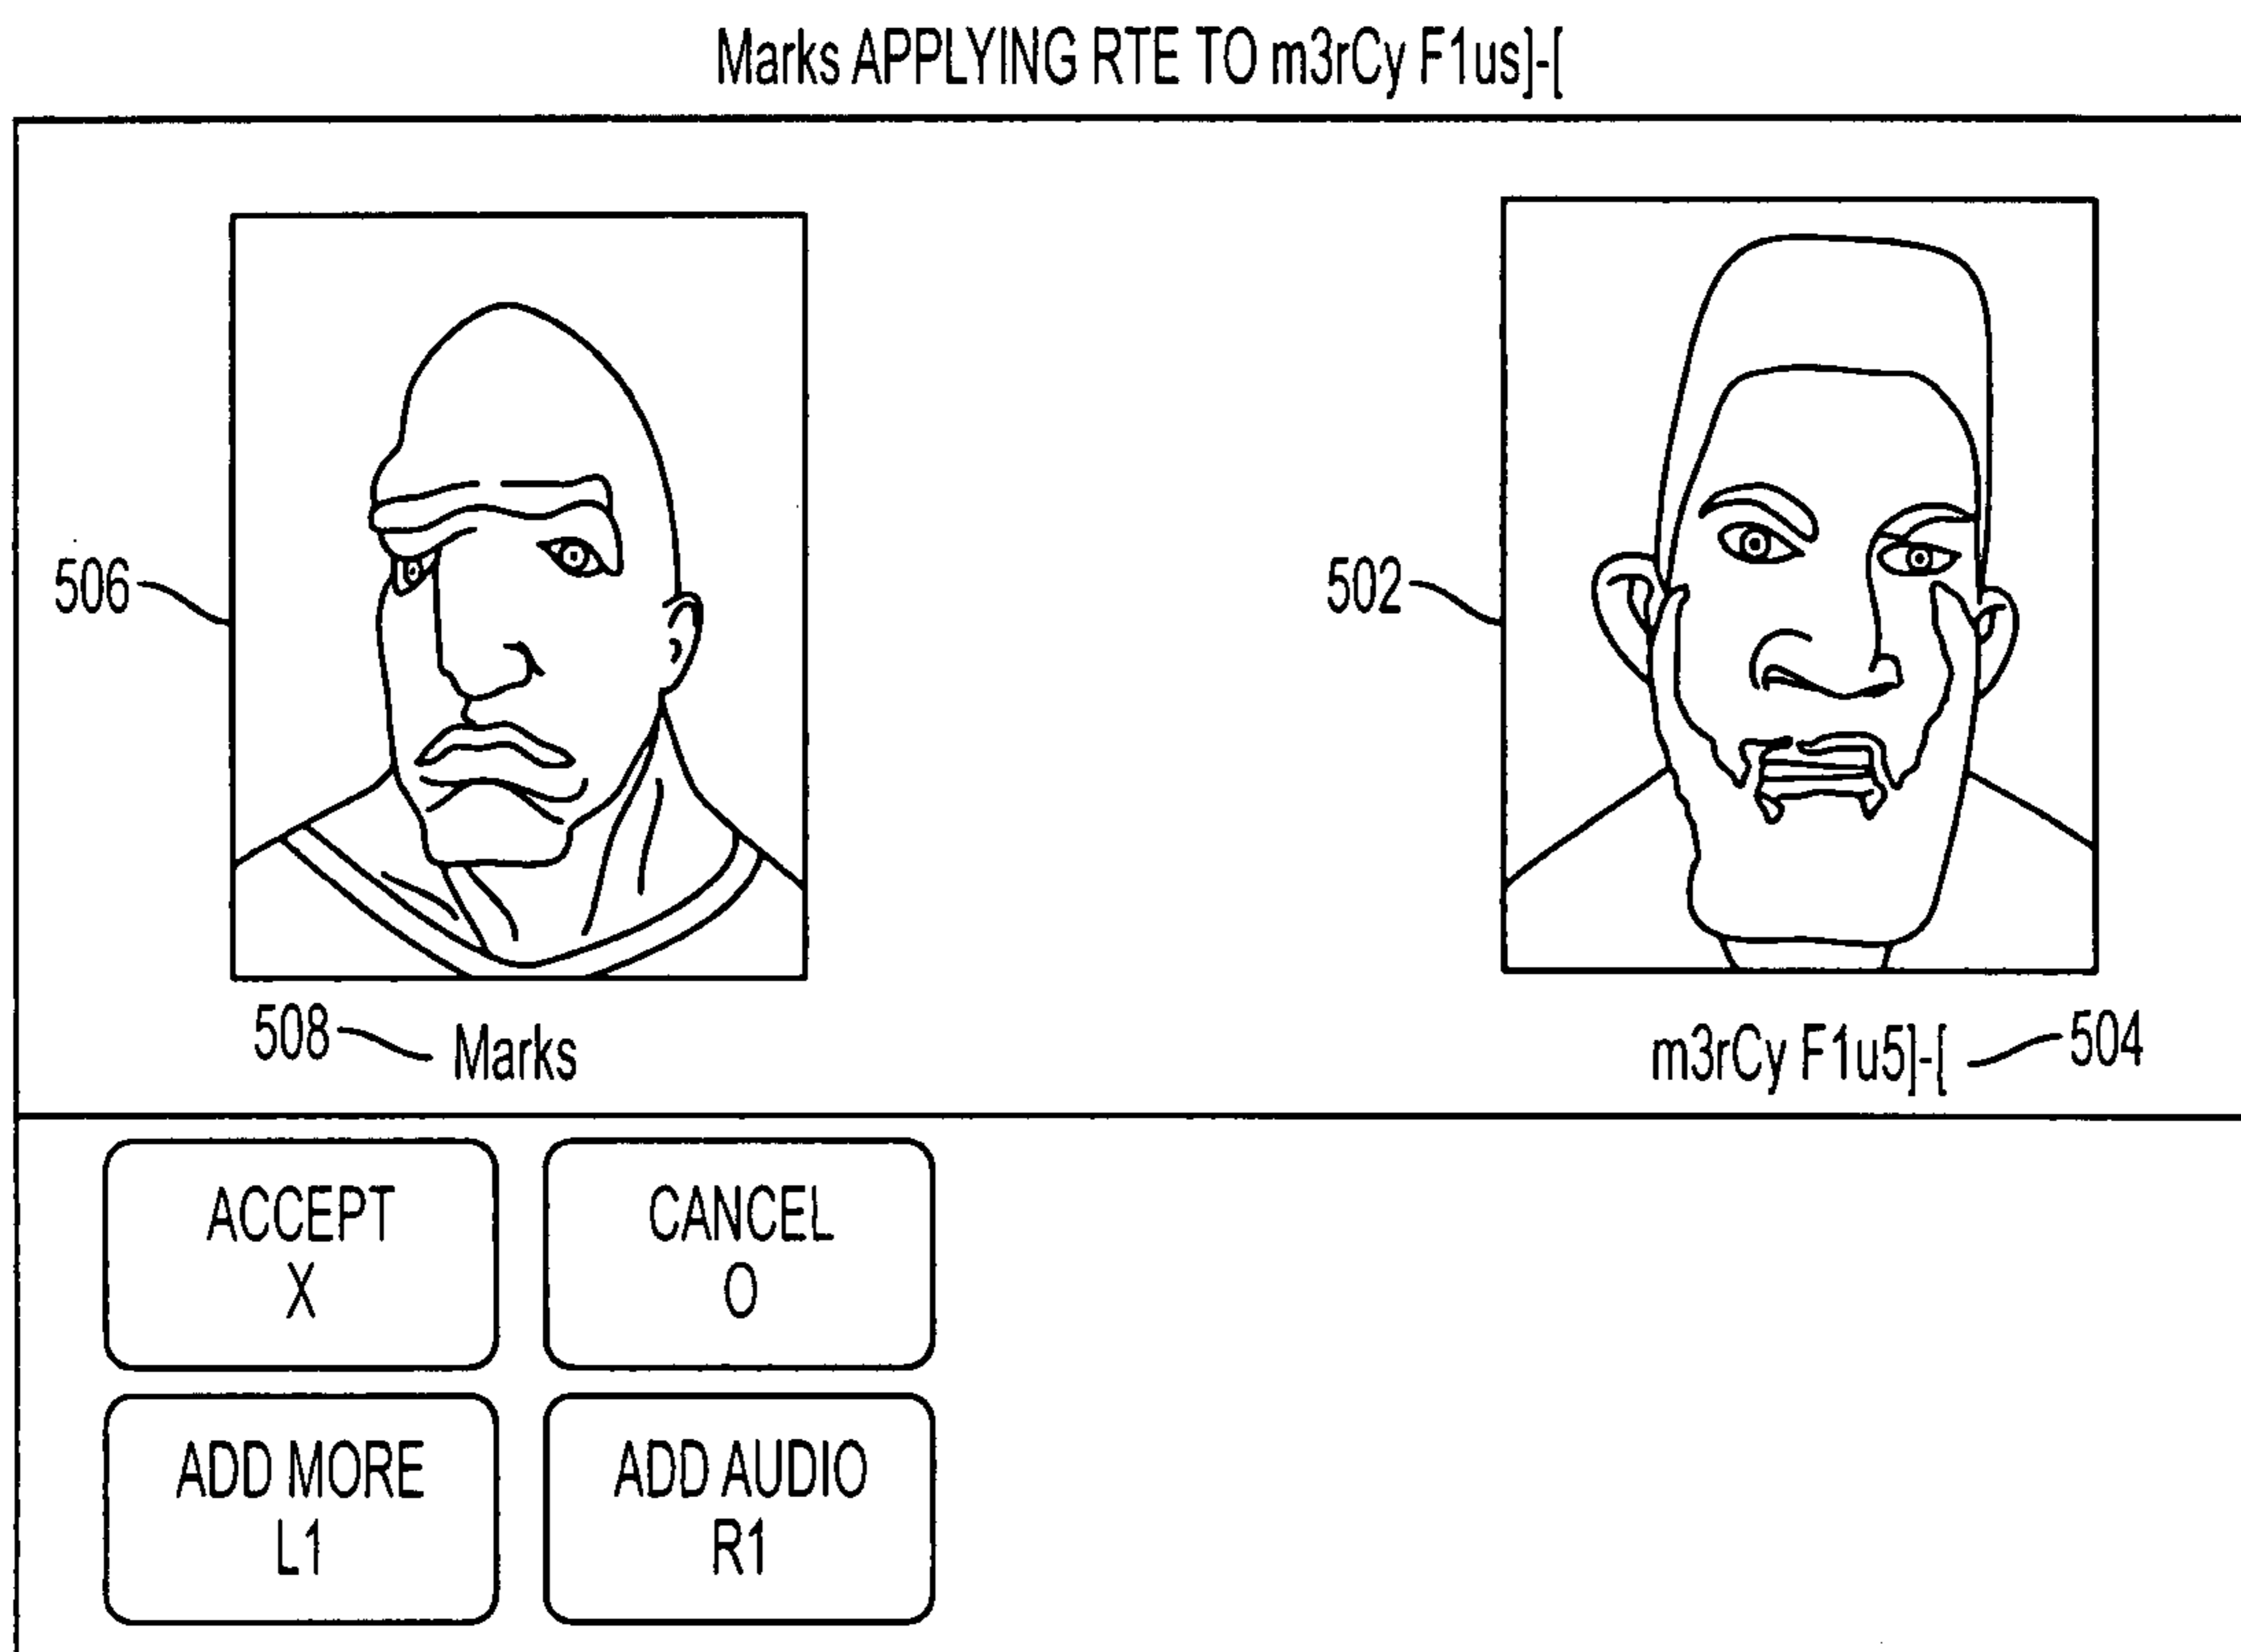 Marks APPLYING RTE TO m3rCy F1us]-[
506
502
508 Marks
m3rCy F1u5]-[ 504
ACCEPT
X
CANCEL
O
ADD MORE
L1
ADD AUDIO
R1